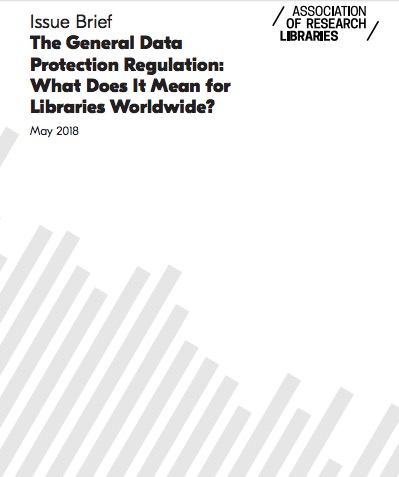 Issue Brief
The General Data
Protection Regulation:
What Does It Mean for
Libraries Worldwide?
May 2018
ASSOCIATION
OF RESEARCH
LIBRARIES